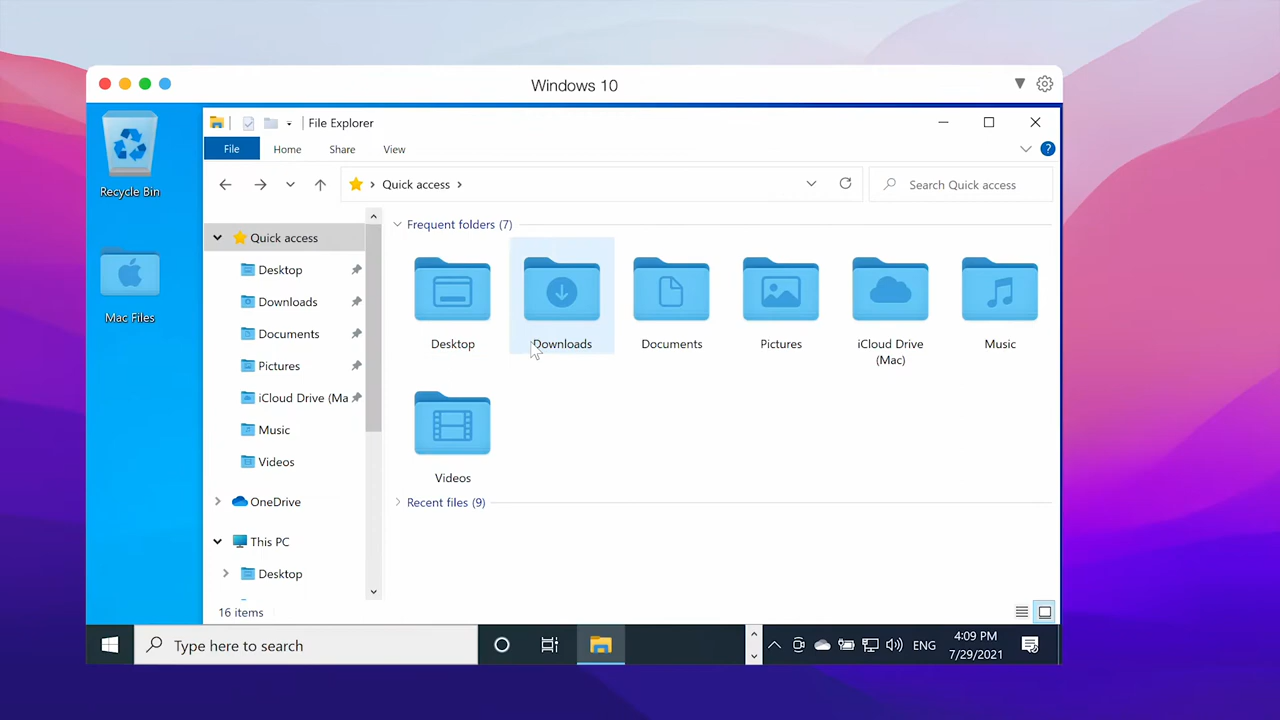 Windows 10
Recycle Bin
Mac Files
File Explorer
File
Home
Share
View
?
Quick access
Search Quick access
Quick access
Desktop
Downloads
Documents
Pictures
iCloud Drive (Ma
Music
Videos
OneDrive
This PC
Desktop
Frequent folders (7)
Desktop
Downloads
Documents
Pictures
iCloud Drive
(Mac)
Music
Videos
Recent files (9)
16 items
Type here to search
ENG
4:09 PM
7/29/2021